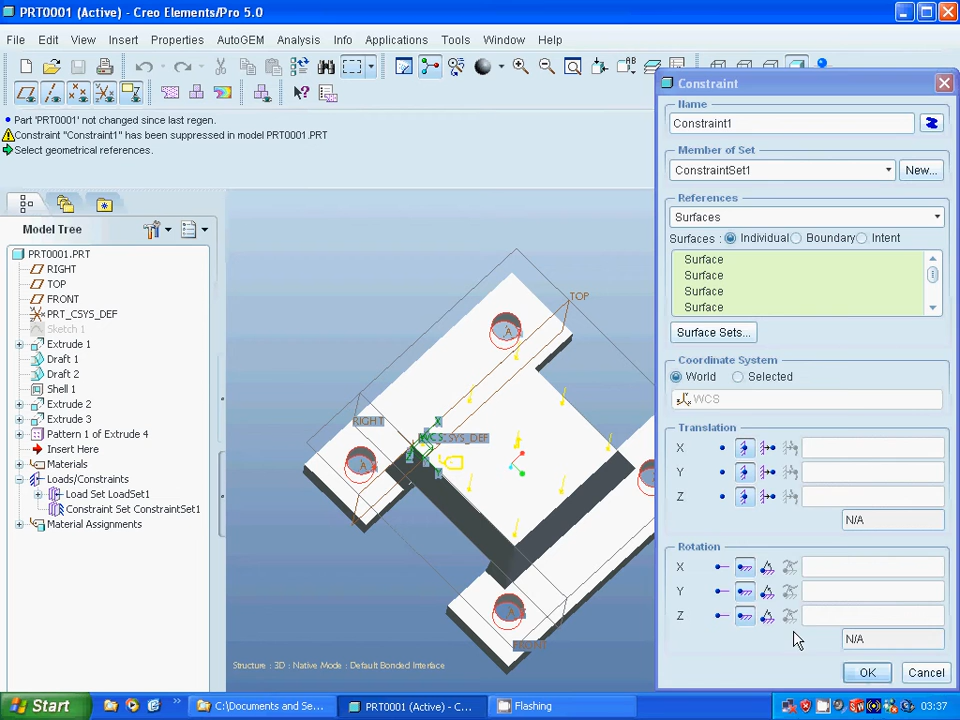 PRT0001 (Active) - Creo Elements/Pro 5.0
File Edit View Insert Properties AutoGEM Analysis Info Applications Tools Window Help
Part 'PRT0001' not changed since last regen.
Constraint "Constraint1" has been suppressed in model PRT0001.PRT
Select geometrical references.
Model Tree
PRT0001.PRT
RIGHT
TOP
FRONT
PRT_CSYS_DEF
Sketch 1
Extrude 1
Draft 1
Draft 2
Shell 1
Extrude 2
Extrude 3
Pattern 1 of Extrude 4
Insert Here
Materials
Loads/Constraints
Load Set LoadSet1
Constraint Set ConstraintSet1
Material Assignments
TOP
A
RIGHT
X
WCS SYS_DEF
Z
A
A
FRONT
Structure : 3D : Native Mode : Default Bonded Interface
Constraint
Name
Constraint1
Member of Set
ConstraintSet1 New...
References
Surfaces
Surfaces : Individual Boundary Intent
Surface
Surface
Surface
Surface
Surface Sets...
Coordinate System
World Selected
WCS
Translation
X
Y
Z
N/A
Rotation
X
Y
Z
N/A
OK Cancel
Start C:\Documents and Se... PRT0001 (Active) - C... Flashing 03:37